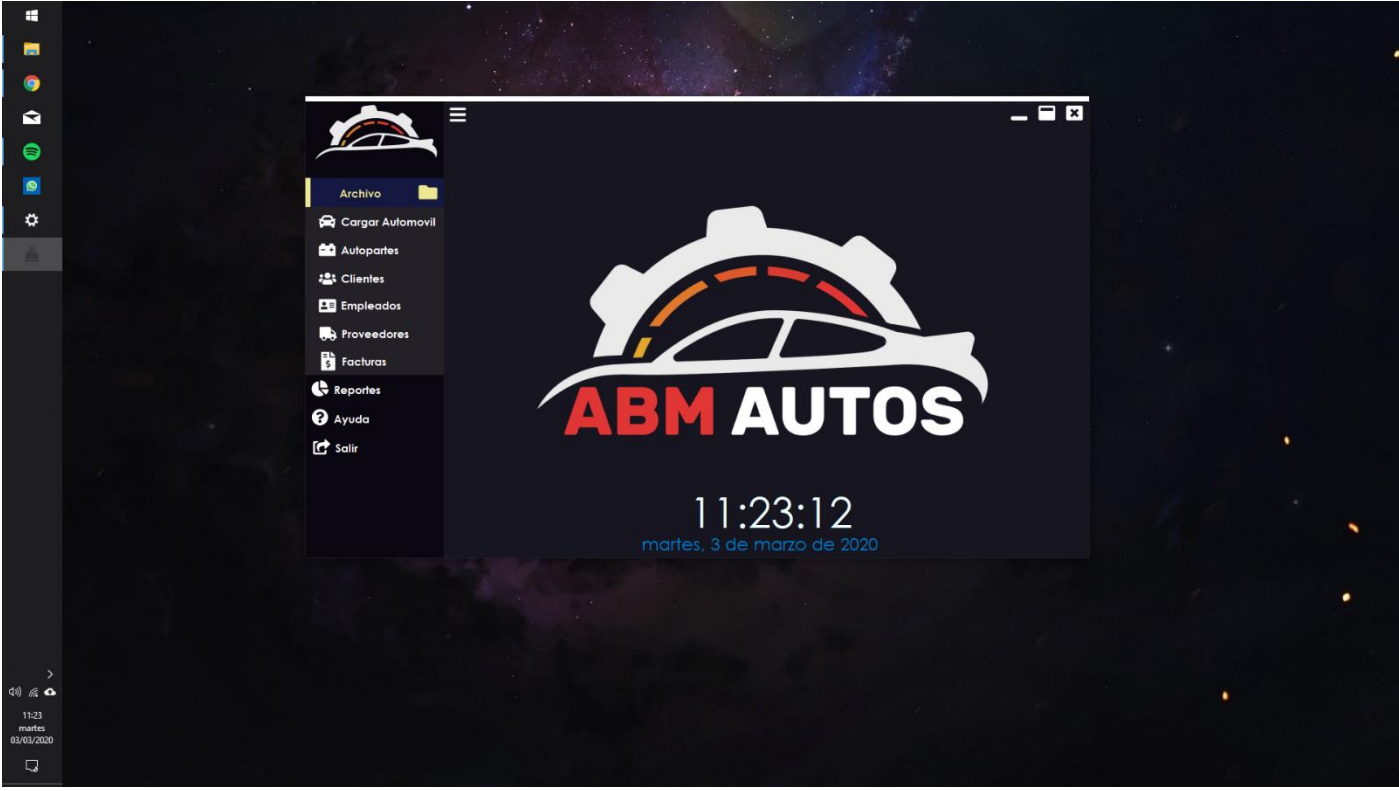 Archivo
Cargar Automovil
Autopartes
Clientes
Empleados
Proveedores
Facturas
Reportes
Ayuda
Salir
ABM AUTOS
11:23:12
martes, 3 de marzo de 2020
11:23
martes
03/03/2020